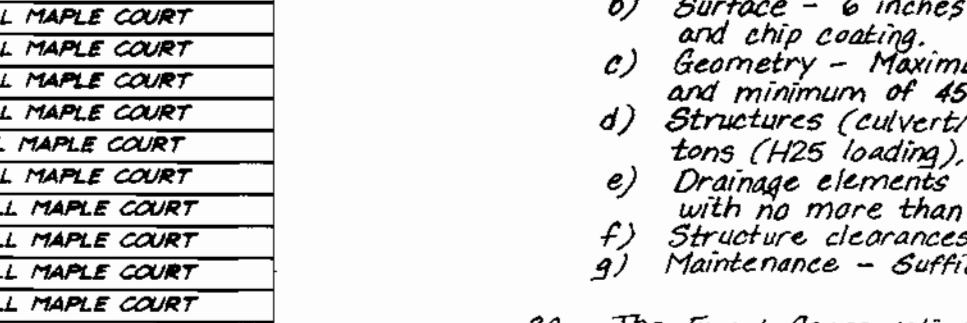 L MAPLE COURT
L MAPLE COURT
L MAPLE COURT
L MAPLE COURT
MAPLE COURT
L MAPLE COURT
L MAPLE COURT
L MAPLE COURT
L MAPLE COURT
L MAPLE COURT
b) Surface - 6 inches
and chip coating.
c) Geometry - Maxim
and minimum of 45
d) Structures (culvert/
tons (H25 loading),
e) Drainage elements
with no more than
f) Structure clearances
g) Maintenance - Suffi